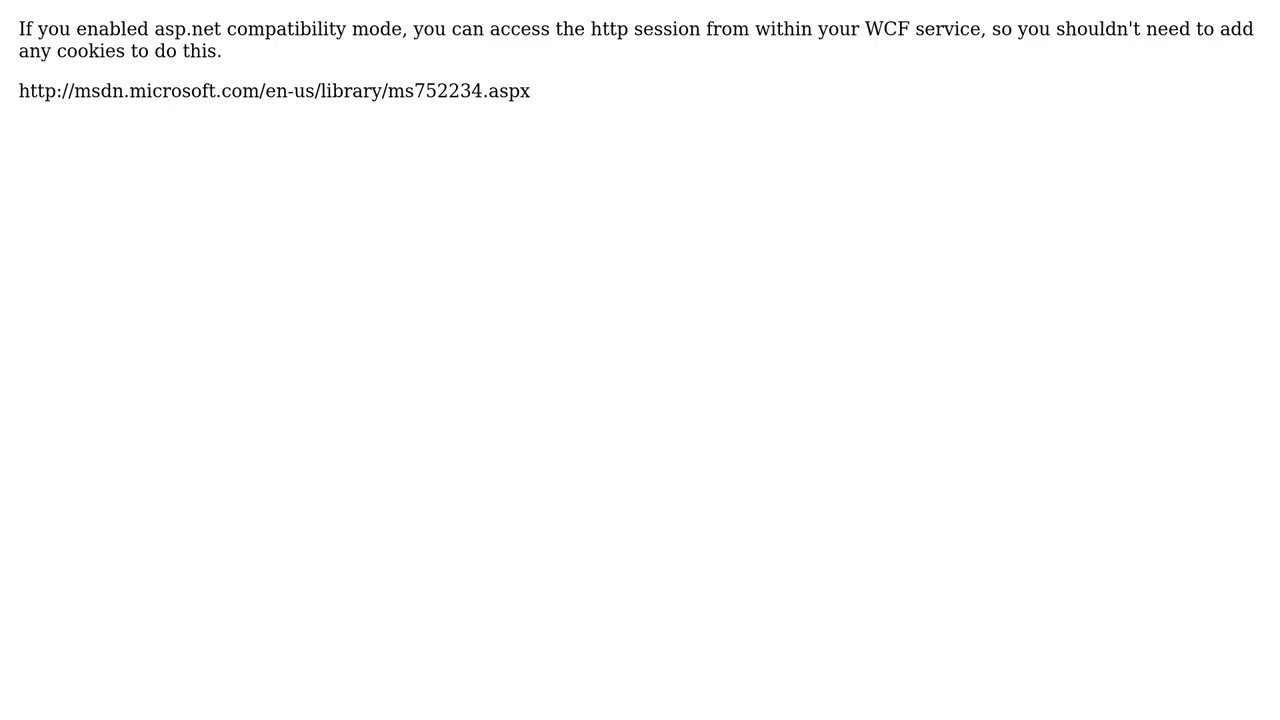 If you enabled asp.net compatibility mode, you can access the http session from within your WCF service, so you shouldn't need to add
any cookies to do this.
http://msdn.microsoft.com/en-us/library/ms752234.aspx